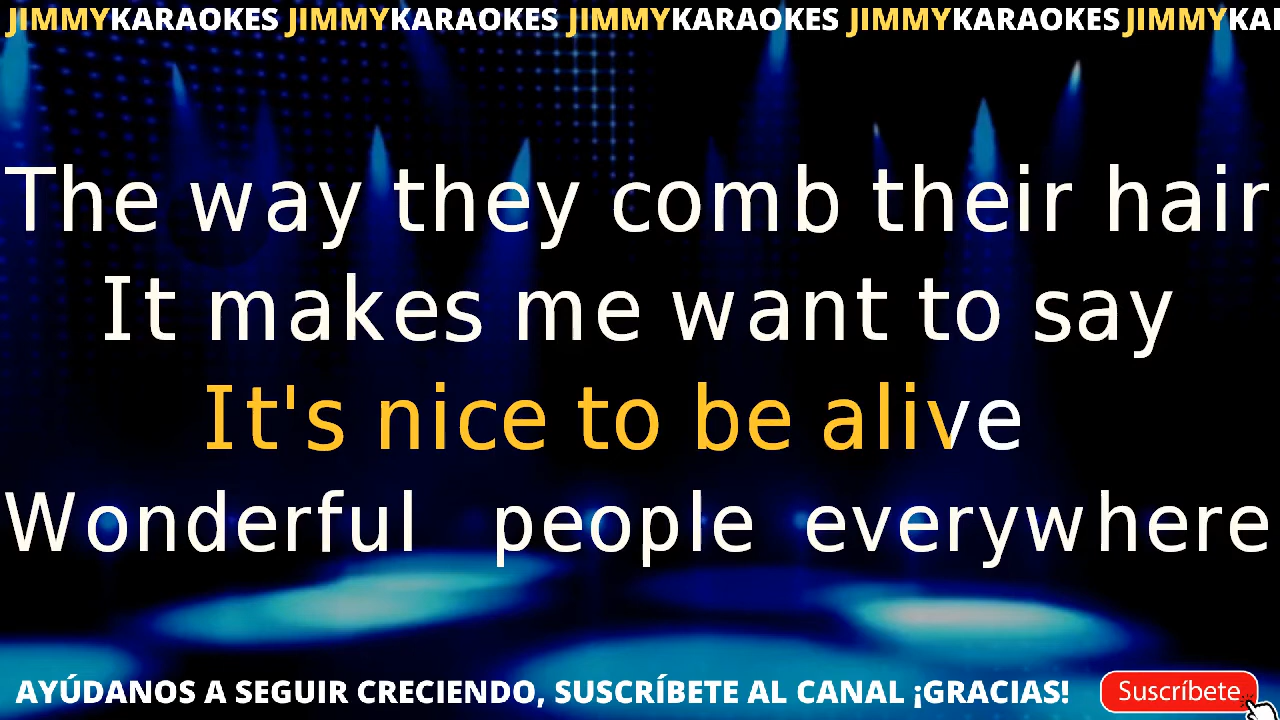 JIMMYKARAOKES JIMMYKARAOKES JIMMYKARAOKES JIMMYKARAOKES JIMMYKA
The way they comb their hair
It makes me want to say
It's nice to be alive
Wonderful people everywhere
AYÚDANOS A SEGUIR CRECIENDO, SUSCRÍBETE AL CANAL ¡GRACIAS! Suscríbete